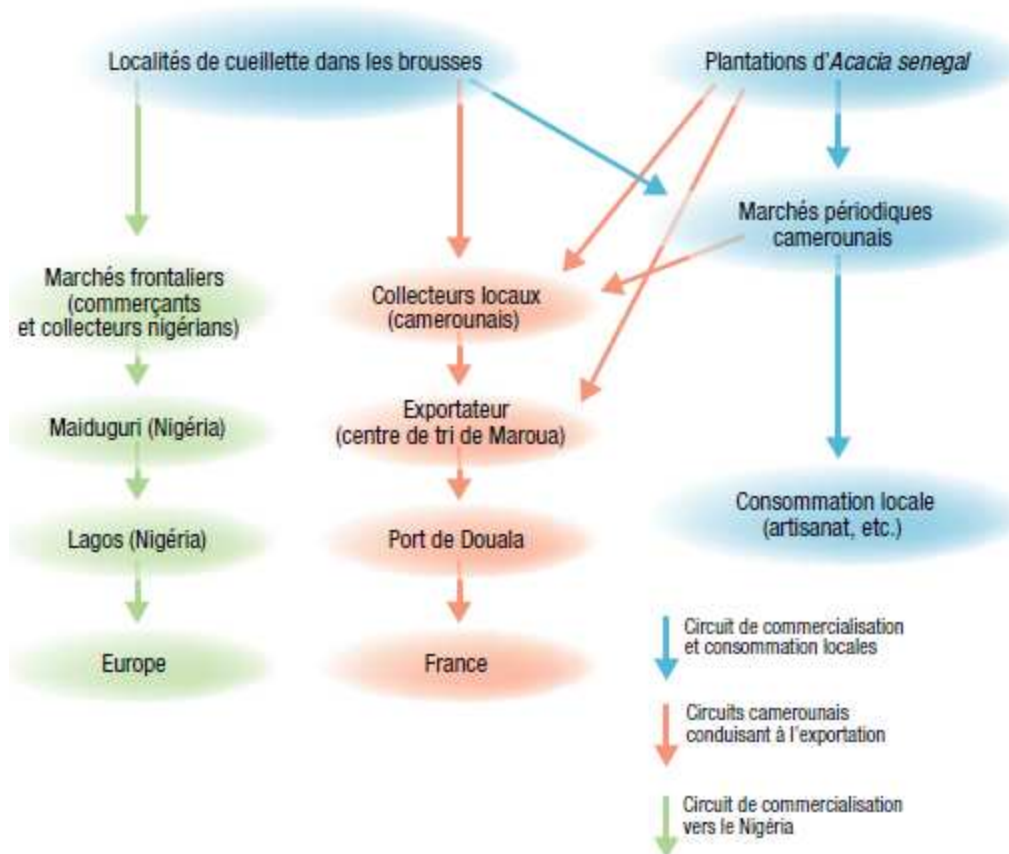 Localités de cueillette dans les brousses
Plantations d'Acacia senegal
Marchés périodiques
camerounais
Marchés frontaliers
(commerçants
et collecteurs nigérians)
Collecteurs locaux
(camerounais)
Maiduguri (Nigéria)
Exportateur
(centre de tri de Maroua)
Consommation locale
(artisanat, etc.)
Lagos (Nigéria)
Port de Douala
Europe
France
Circuit de commercialisation
et consommation locales
Circuits camerounais
conduisant à l'exportation
Circuit de commercialisation
vers le Nigéria